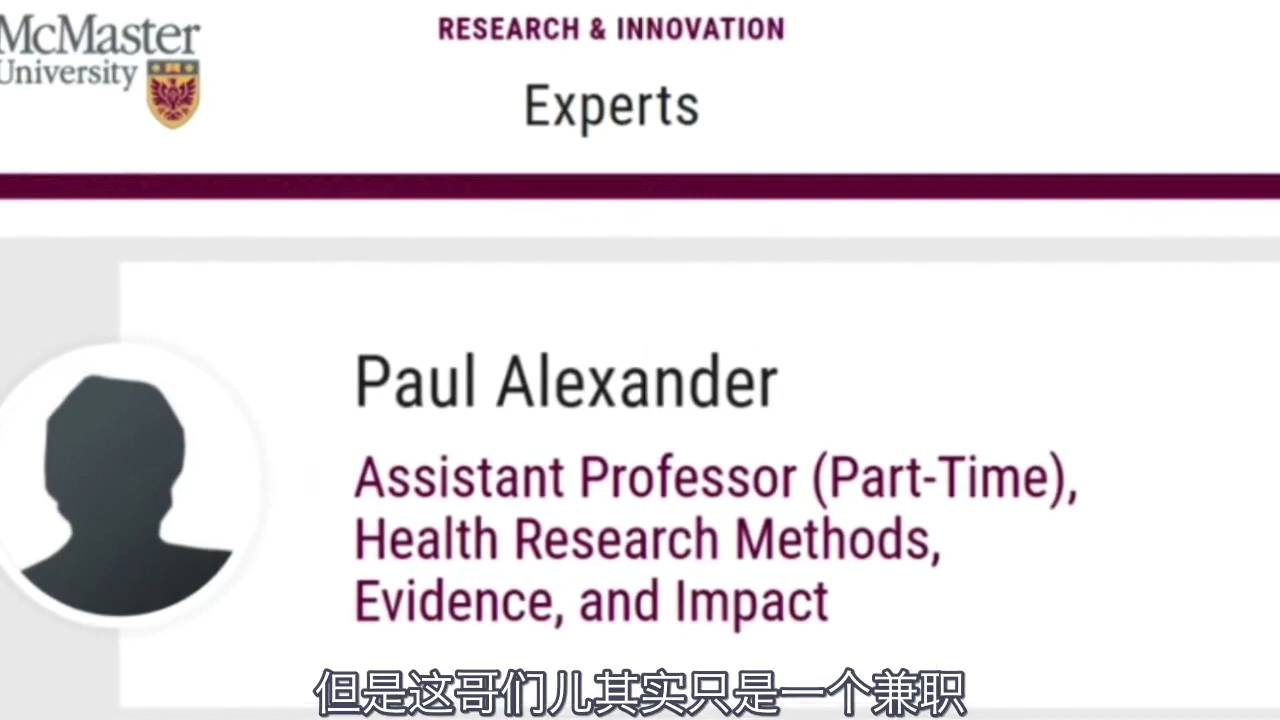 McMaster
University
RESEARCH & INNOVATION
Experts
Paul Alexander
Assistant Professor (Part-Time),
Health Research Methods,
Evidence, and Impact
但是这哥们儿其实只是一个兼职